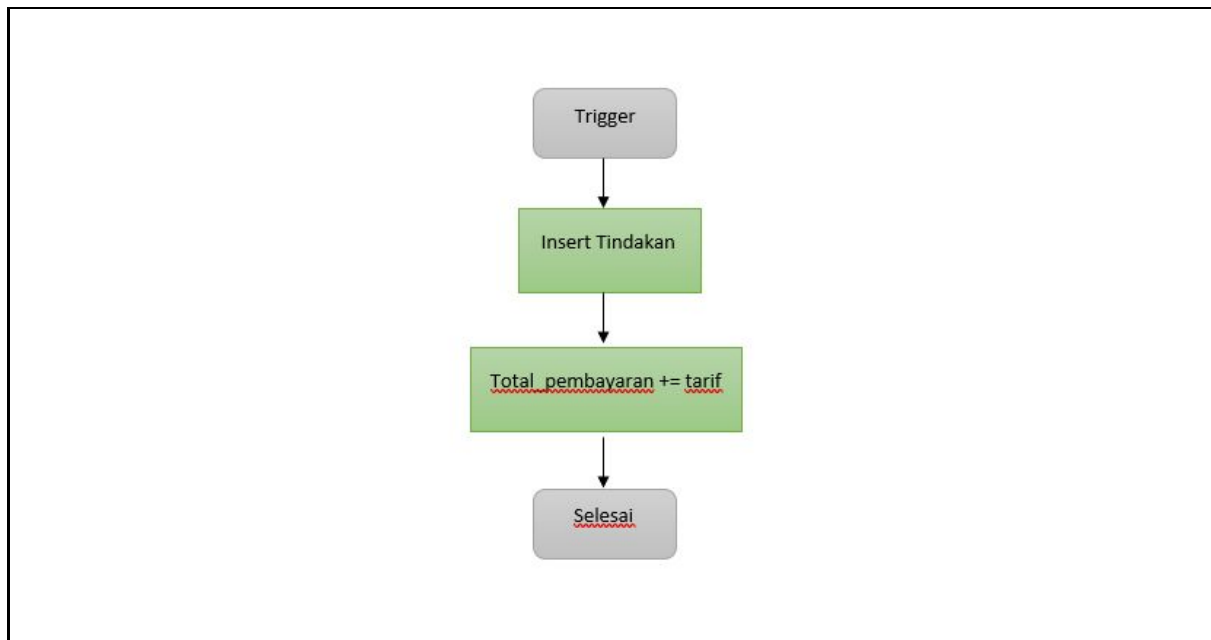 Trigger
Insert Tindakan
Total_pembayaran += tarif
Selesai